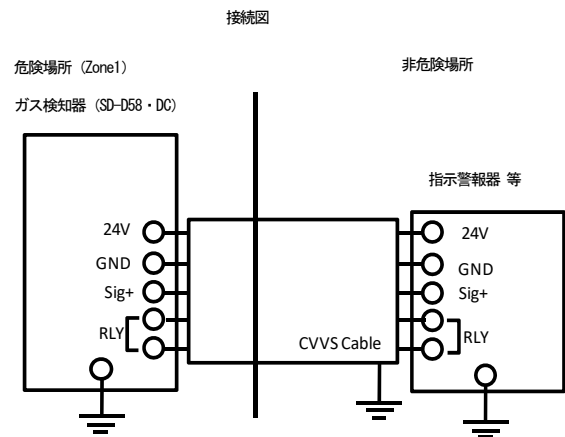 接続図
危険場所（Zone1）
非危険場所
ガス検知器（SD-D58・DC）
指示警報器 等
24V
GND
Sig+
RLY
CVVS Cable
24V
GND
Sig+
RLY